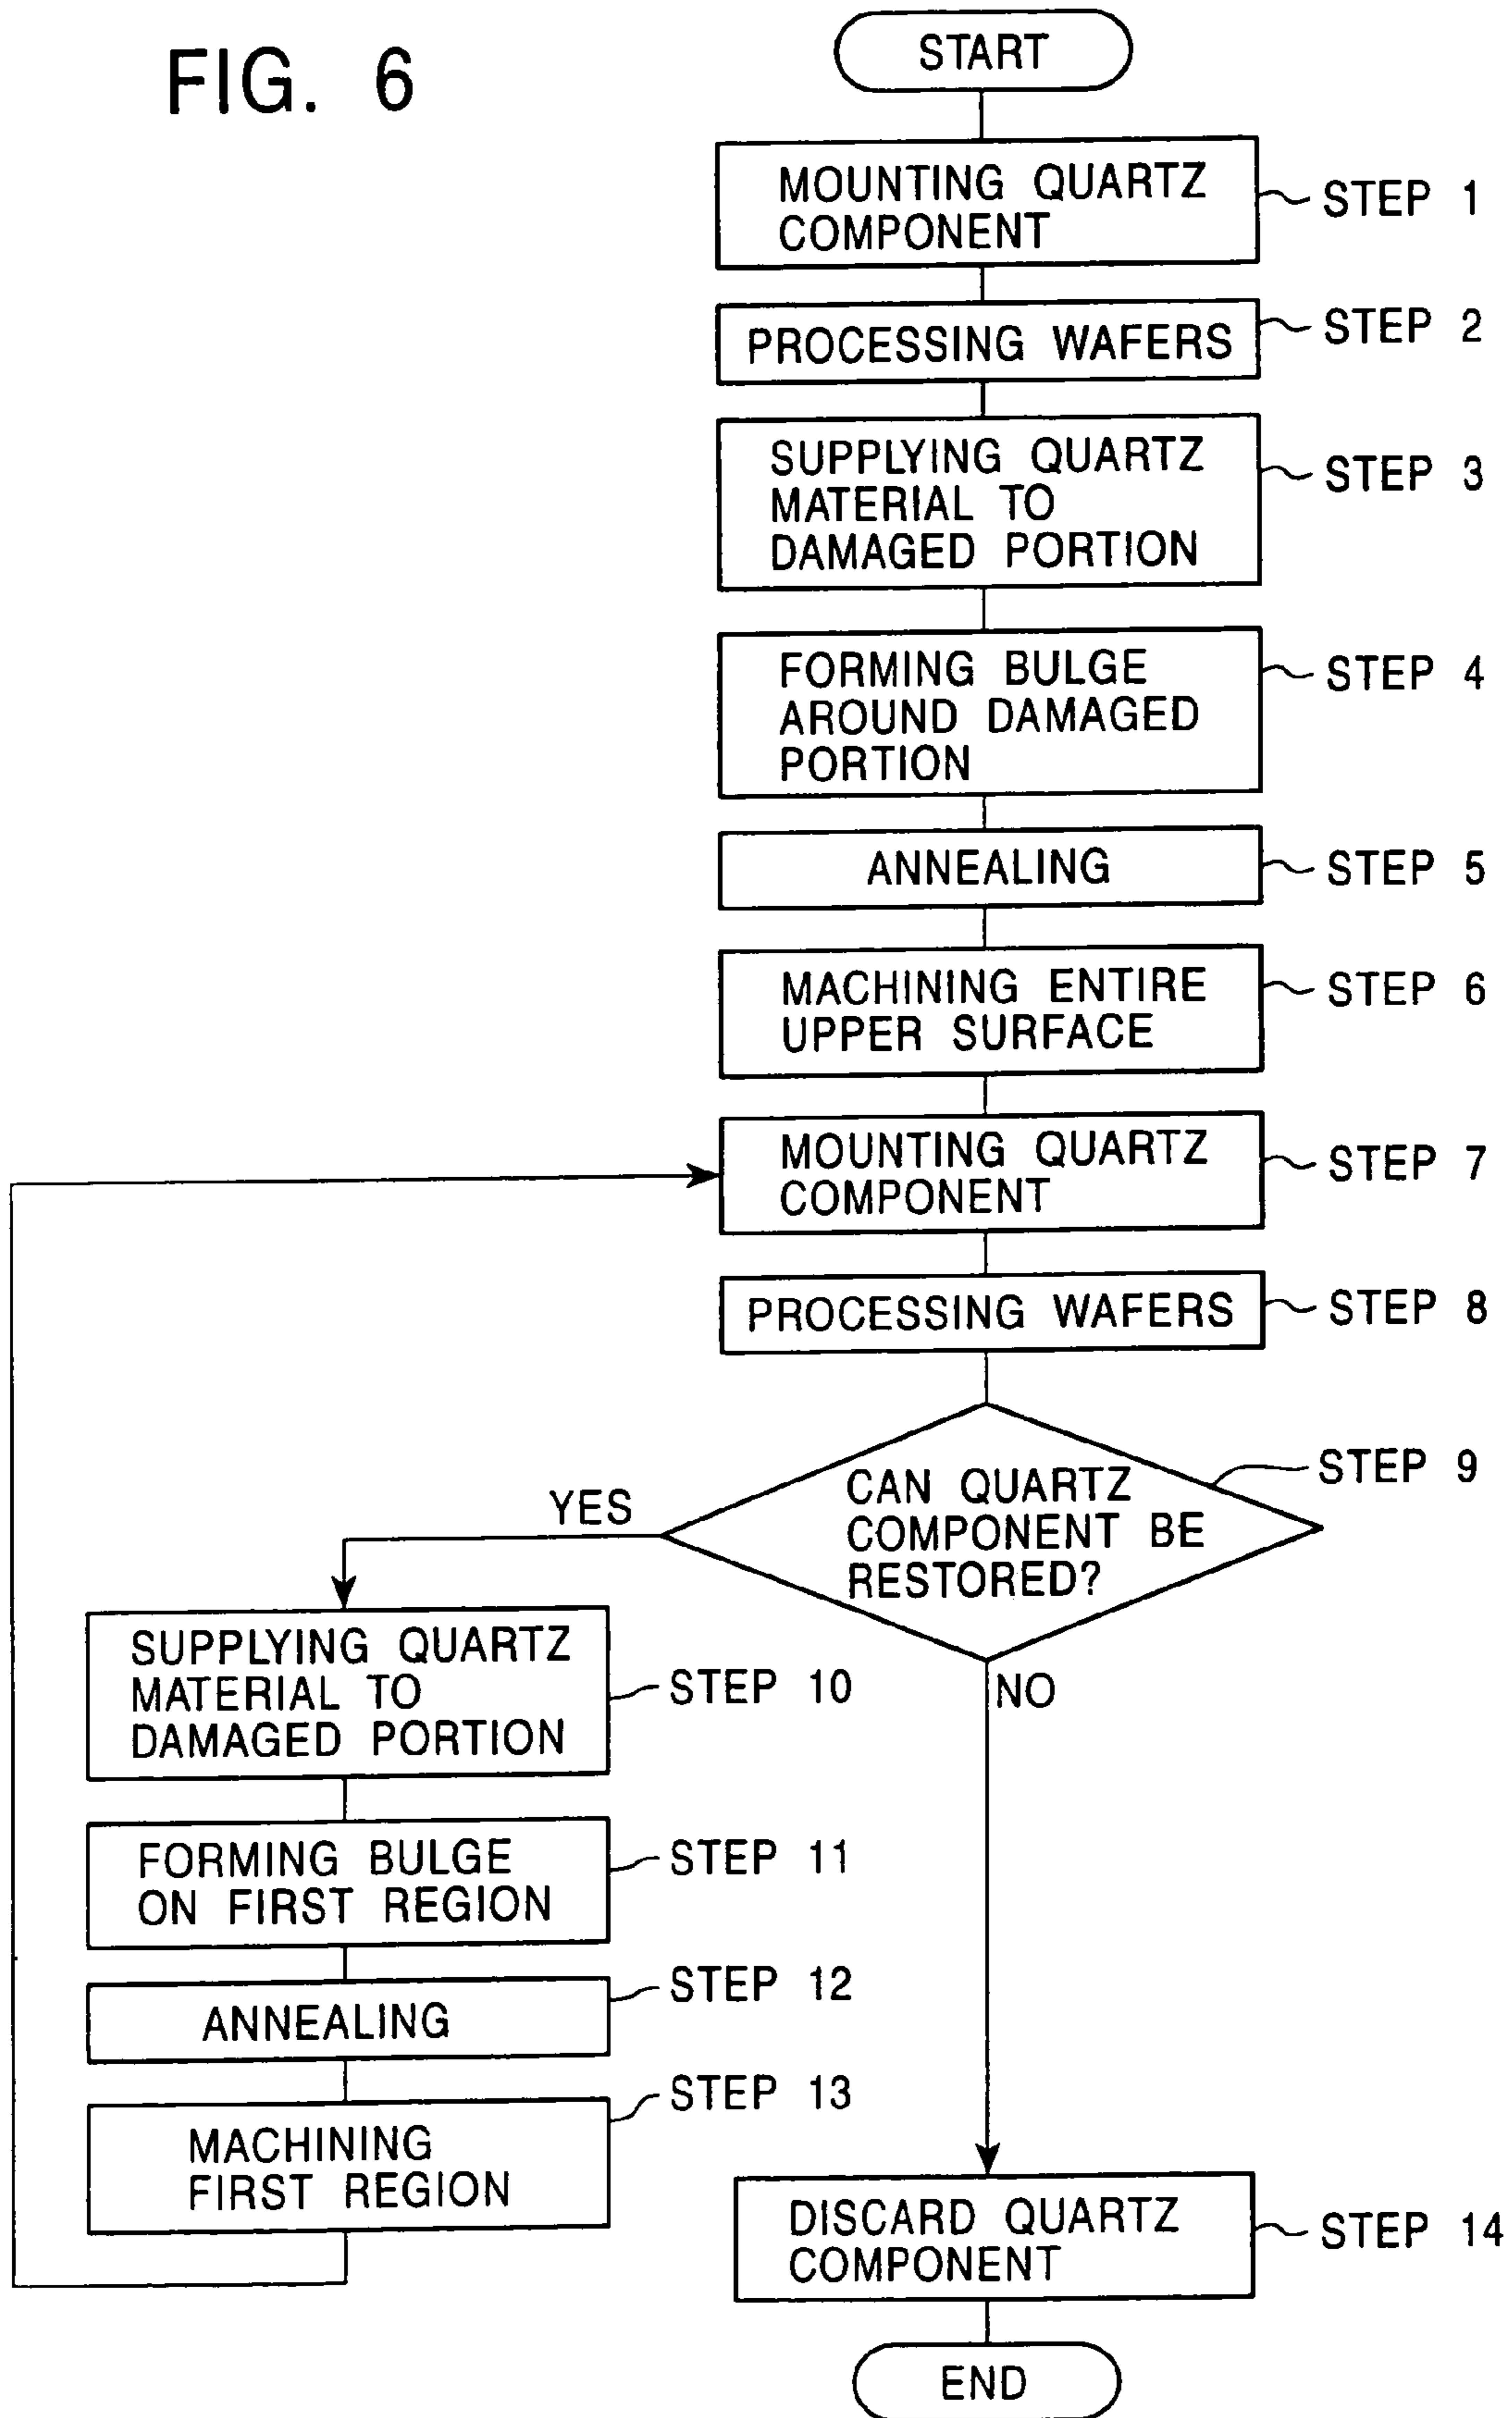 FIG. 6
START
MOUNTING QUARTZ
COMPONENT
STEP 1
PROCESSING WAFERS
STEP 2
SUPPLYING QUARTZ
MATERIAL TO
DAMAGED PORTION
STEP 3
FORMING BULGE
AROUND DAMAGED
PORTION
STEP 4
ANNEALING
STEP 5
MACHINING ENTIRE
UPPER SURFACE
STEP 6
MOUNTING QUARTZ
COMPONENT
STEP 7
PROCESSING WAFERS
STEP 8
CAN QUARTZ
COMPONENT BE
RESTORED?
STEP 9
YES
NO
SUPPLYING QUARTZ
MATERIAL TO
DAMAGED PORTION
STEP 10
FORMING BULGE
ON FIRST REGION
STEP 11
ANNEALING
STEP 12
MACHINING
FIRST REGION
STEP 13
DISCARD QUARTZ
COMPONENT
STEP 14
END